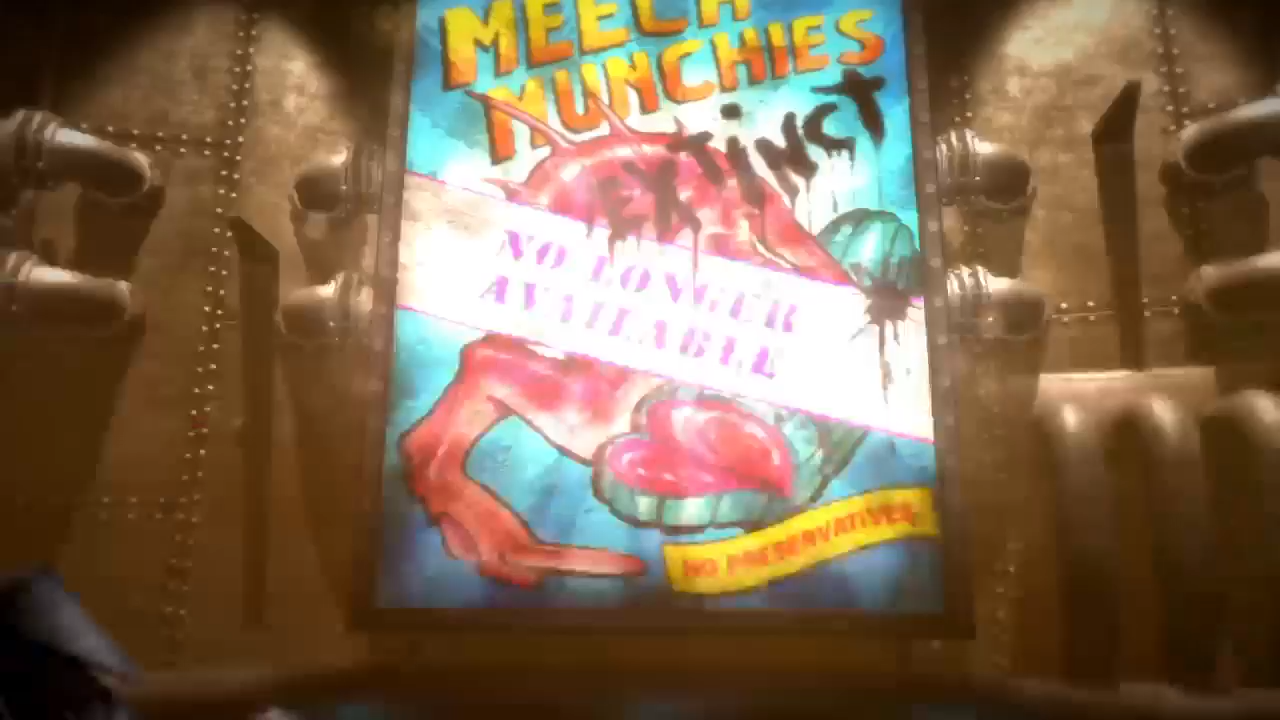 MEECH
MUNCHIES
EXTiNCT
NO LONGER
AVAILABLE
NO PRESERVATIVES